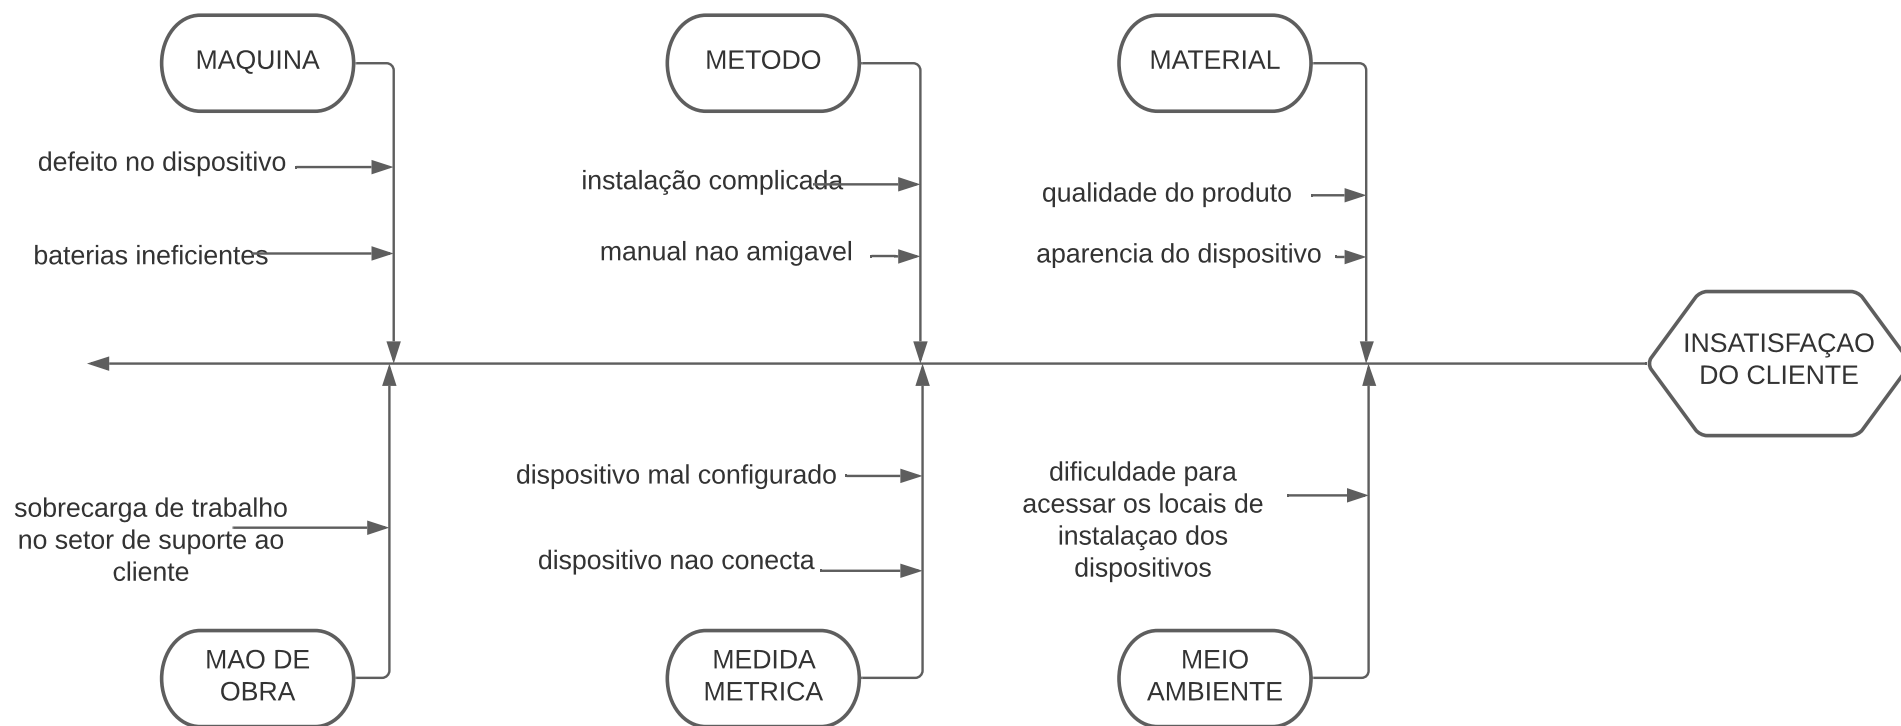 MAQUINA
METODO
MATERIAL
defeito no dispositivo
baterias ineficientes
instalação complicada
manual nao amigavel
qualidade do produto
aparencia do dispositivo
INSATISFAÇAO
DO CLIENTE
sobrecarga de trabalho
no setor de suporte ao
cliente
dispositivo mal configurado
dispositivo nao conecta
dificuldade para
acessar os locais de
instalaçao dos
dispositivos
MAO DE
OBRA
MEDIDA
METRICA
MEIO
AMBIENTE